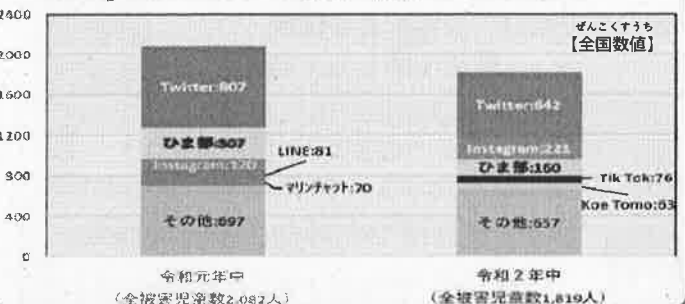 2400
ぜんこくすうち
【全国数値】
2000
1600
1200
800
400
0
Twitter:807
ひま部:307
Instagram:120
LINE:81
マリンチャット:70
その他:697
Twitter:642
Instagram:221
ひま部:160
Tik Tok:76
Koe Tomo:63
その他:657
令和元年中
(全被害児童数2,082人)
令和2年中
(全被害児童数1,819人)